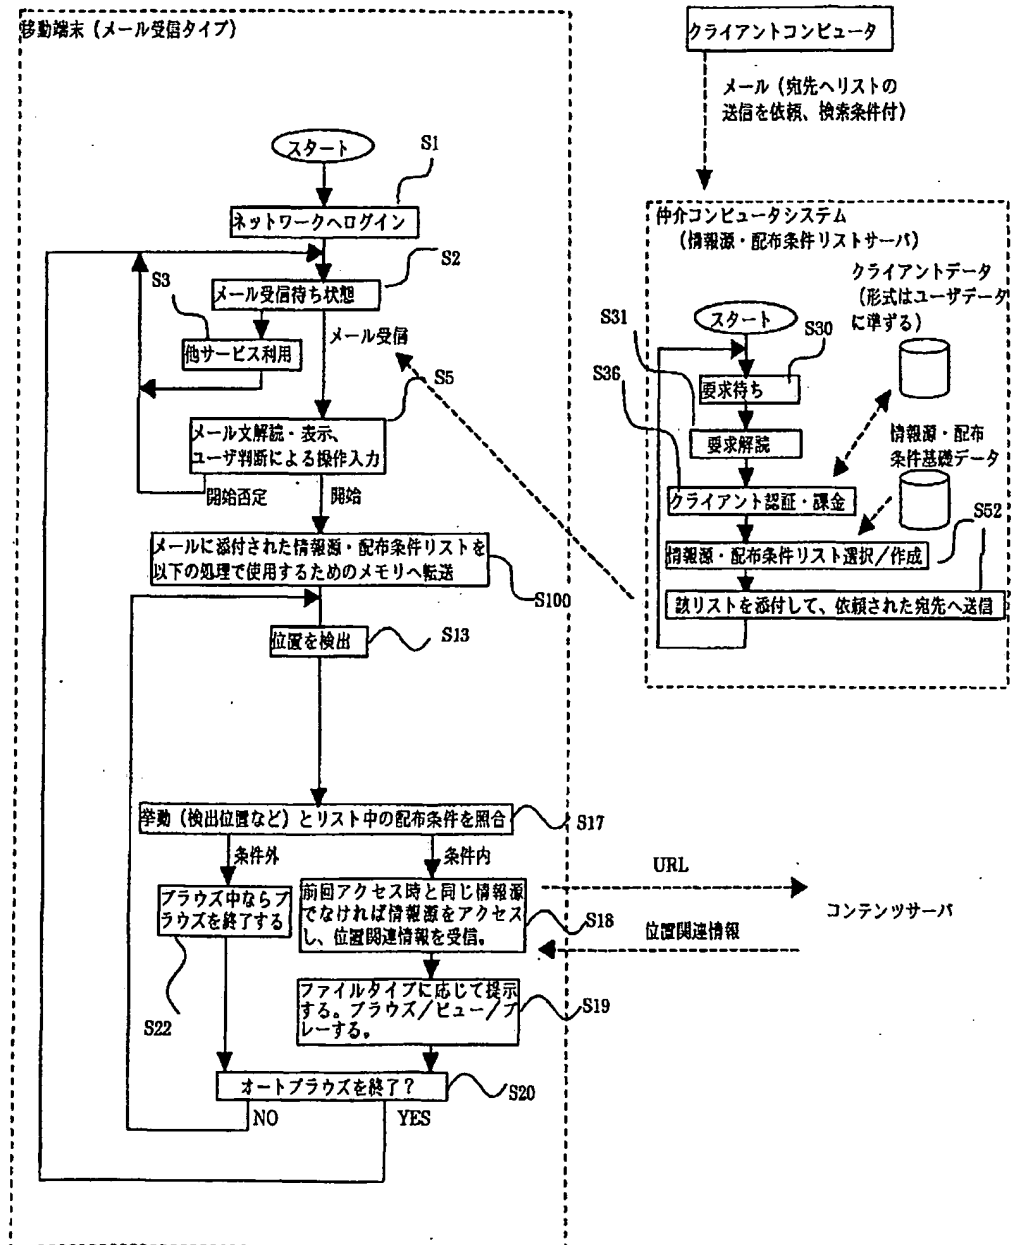 移動端末（メール受信タイプ）
スタート
S1
ネットワークへログイン
S2
S3
メール受信待ち状態
他サービス利用
メール受信
S5
メール文解読・表示、
ユーザ判断による操作入力
開始否定
開始
メールに添付された情報源・配布条件リストを
以下の処理で使用するためのメモリへ転送
S100
位置を検出
S13
挙動（検出位置など）とリスト中の配布条件を照合
S17
条件外
条件内
ブラウズ中ならブ
ラウズを終了する
S22
前回アクセス時と同じ情報源
でなければ情報源をアクセス
し、位置関連情報を受信。
S18
ファイルタイプに応じて提示
する。ブラウズ／ビュー／プ
レーする。
S19
オートブラウズを終了？
S20
NO
YES
クライアントコンピュータ
メール（宛先へリストの
送信を依頼、検索条件付）
仲介コンピュータシステム
（情報源・配布条件リストサーバ）
クライアントデータ
（形式はユーザデータ
に準ずる）
スタート
S31
S30
S36
要求待ち
要求解読
情報源・配布
条件基礎データ
クライアント認証・課金
S52
情報源・配布条件リスト選択／作成
該リストを添付して、依頼された宛先へ送信
URL
コンテンツサーバ
位置関連情報